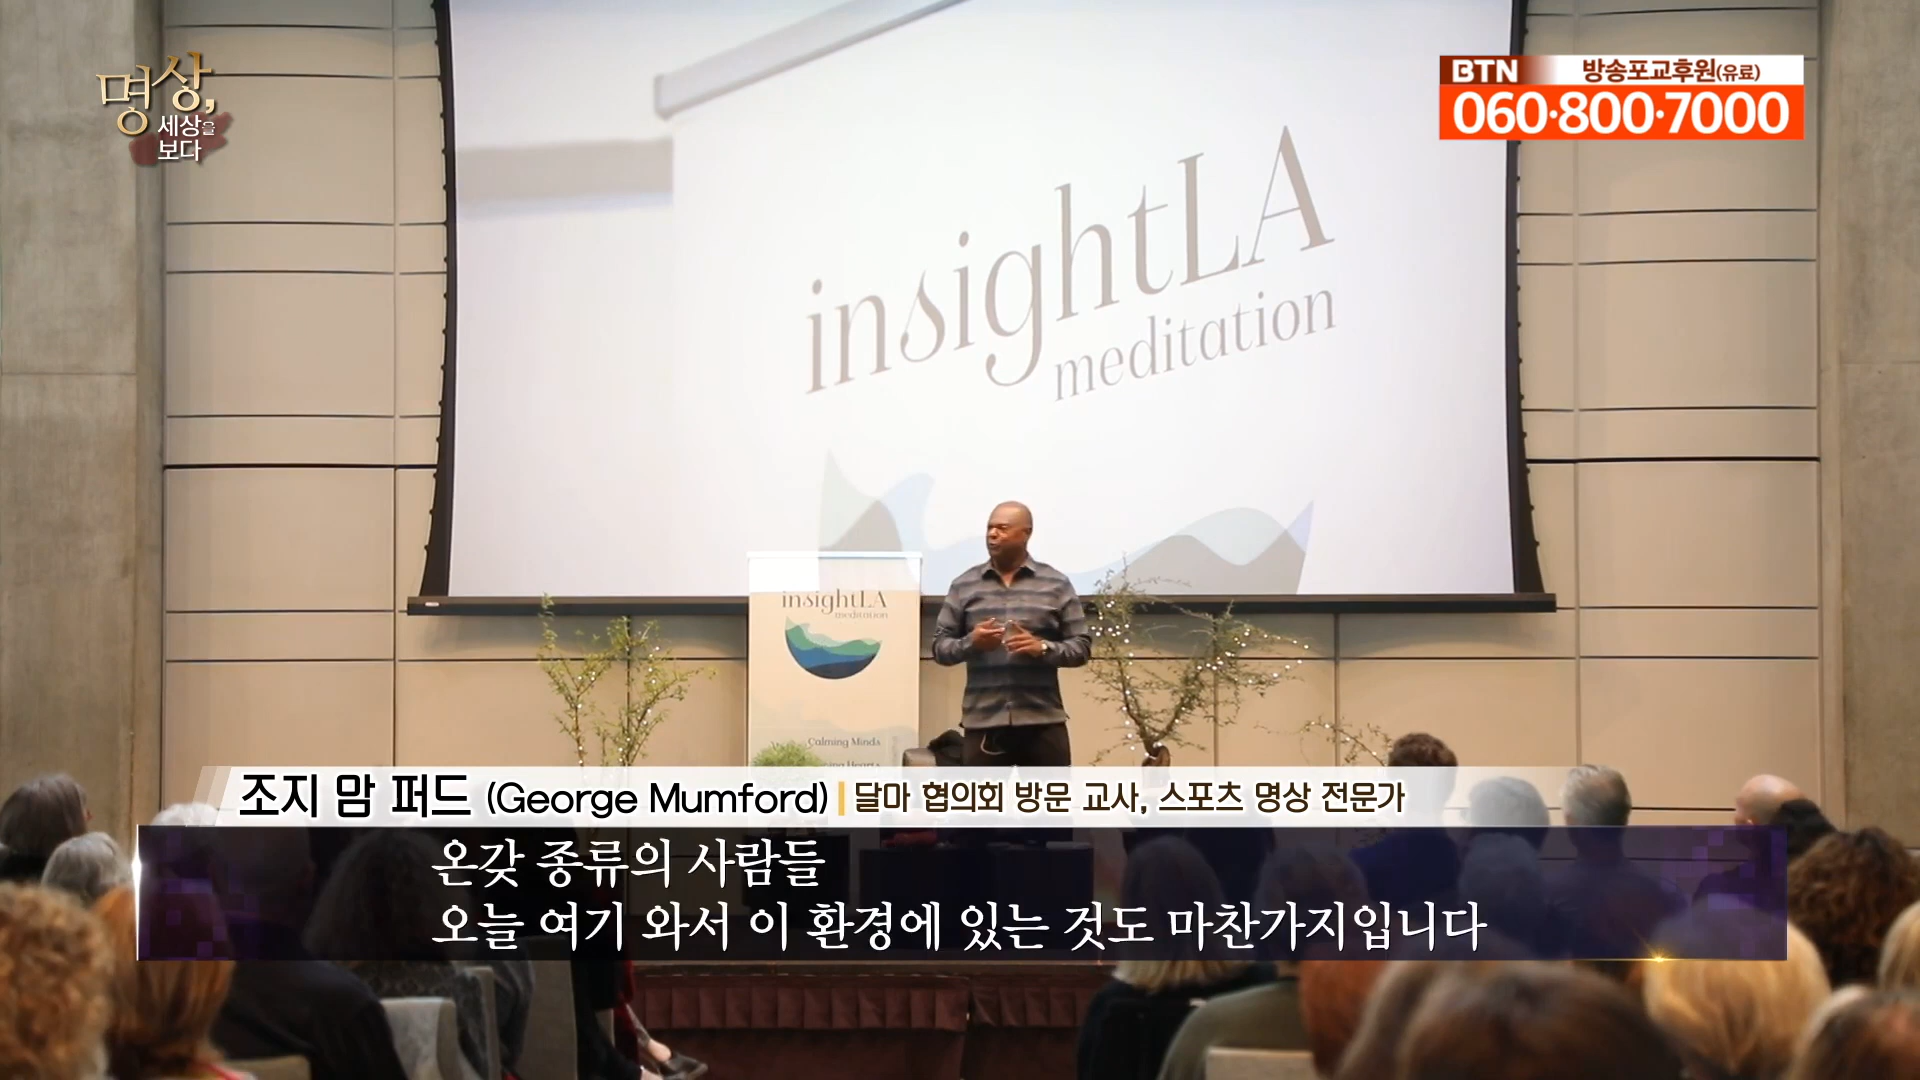 명상,
세상을
보다
BTN 방송포교후원(유료)
060·800·7000
insightLA
meditation
insightLA
meditation
Calming Minds
조지 맘 퍼드 (George Mumford) 달마 협의회 방문 교사, 스포츠 명상 전문가
온갖 종류의 사람들
오늘 여기 와서 이 환경에 있는 것도 마찬가지입니다